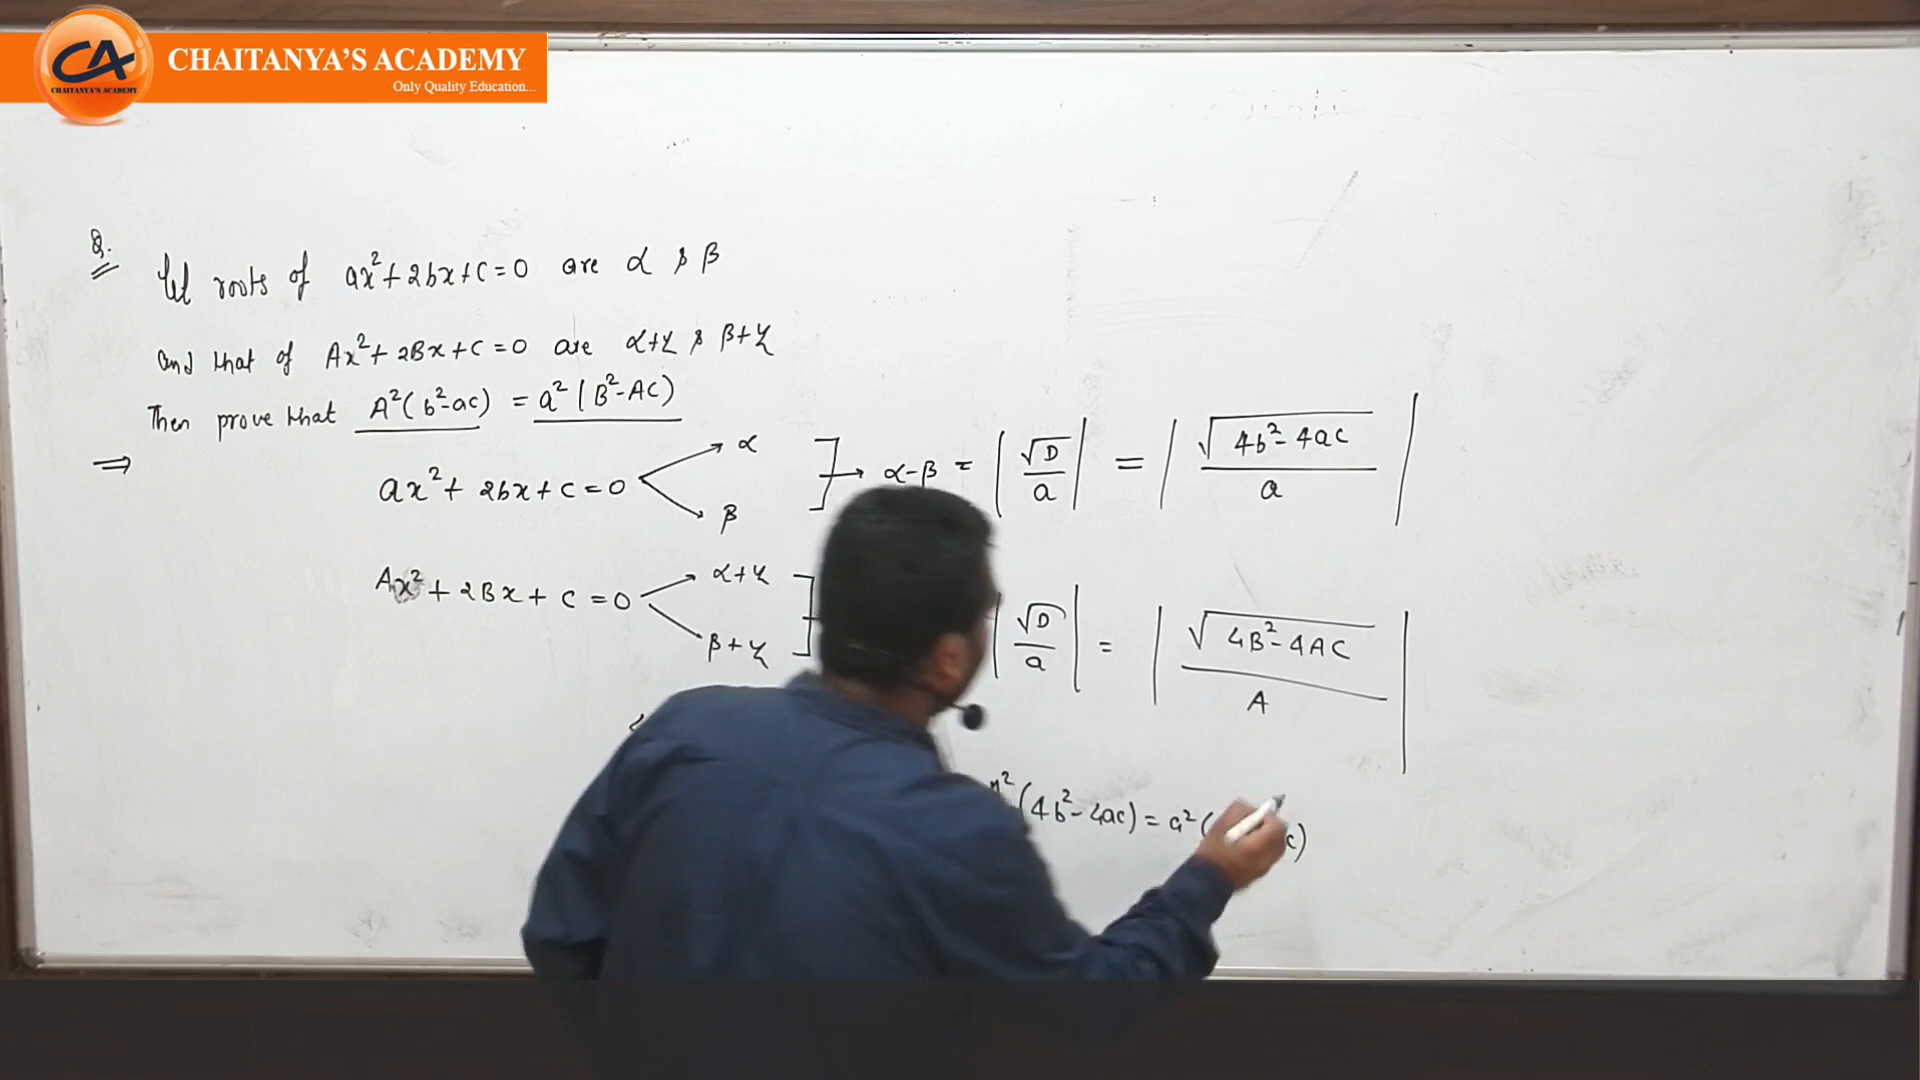 CA
CHAITANYA'S ACADEMY
CHAITANYA'S ACADEMY
Only Quality Education...
Q.
Let roots of ax²+2bx+c=0 are α & β
and that of Ax²+2Bx+C=0 are α+ & β+
Then prove that A²(b²-ac) = a²(B²-AC)
⇒ ax²+2bx+c=0 α β → α-β = |√D/a| = |√4b²-4ac/a|
Ax²+2Bx+C=0 α+ β+ |√D/a| = |√4B²-4AC/A|
²(4b²-4ac) = a²( c)